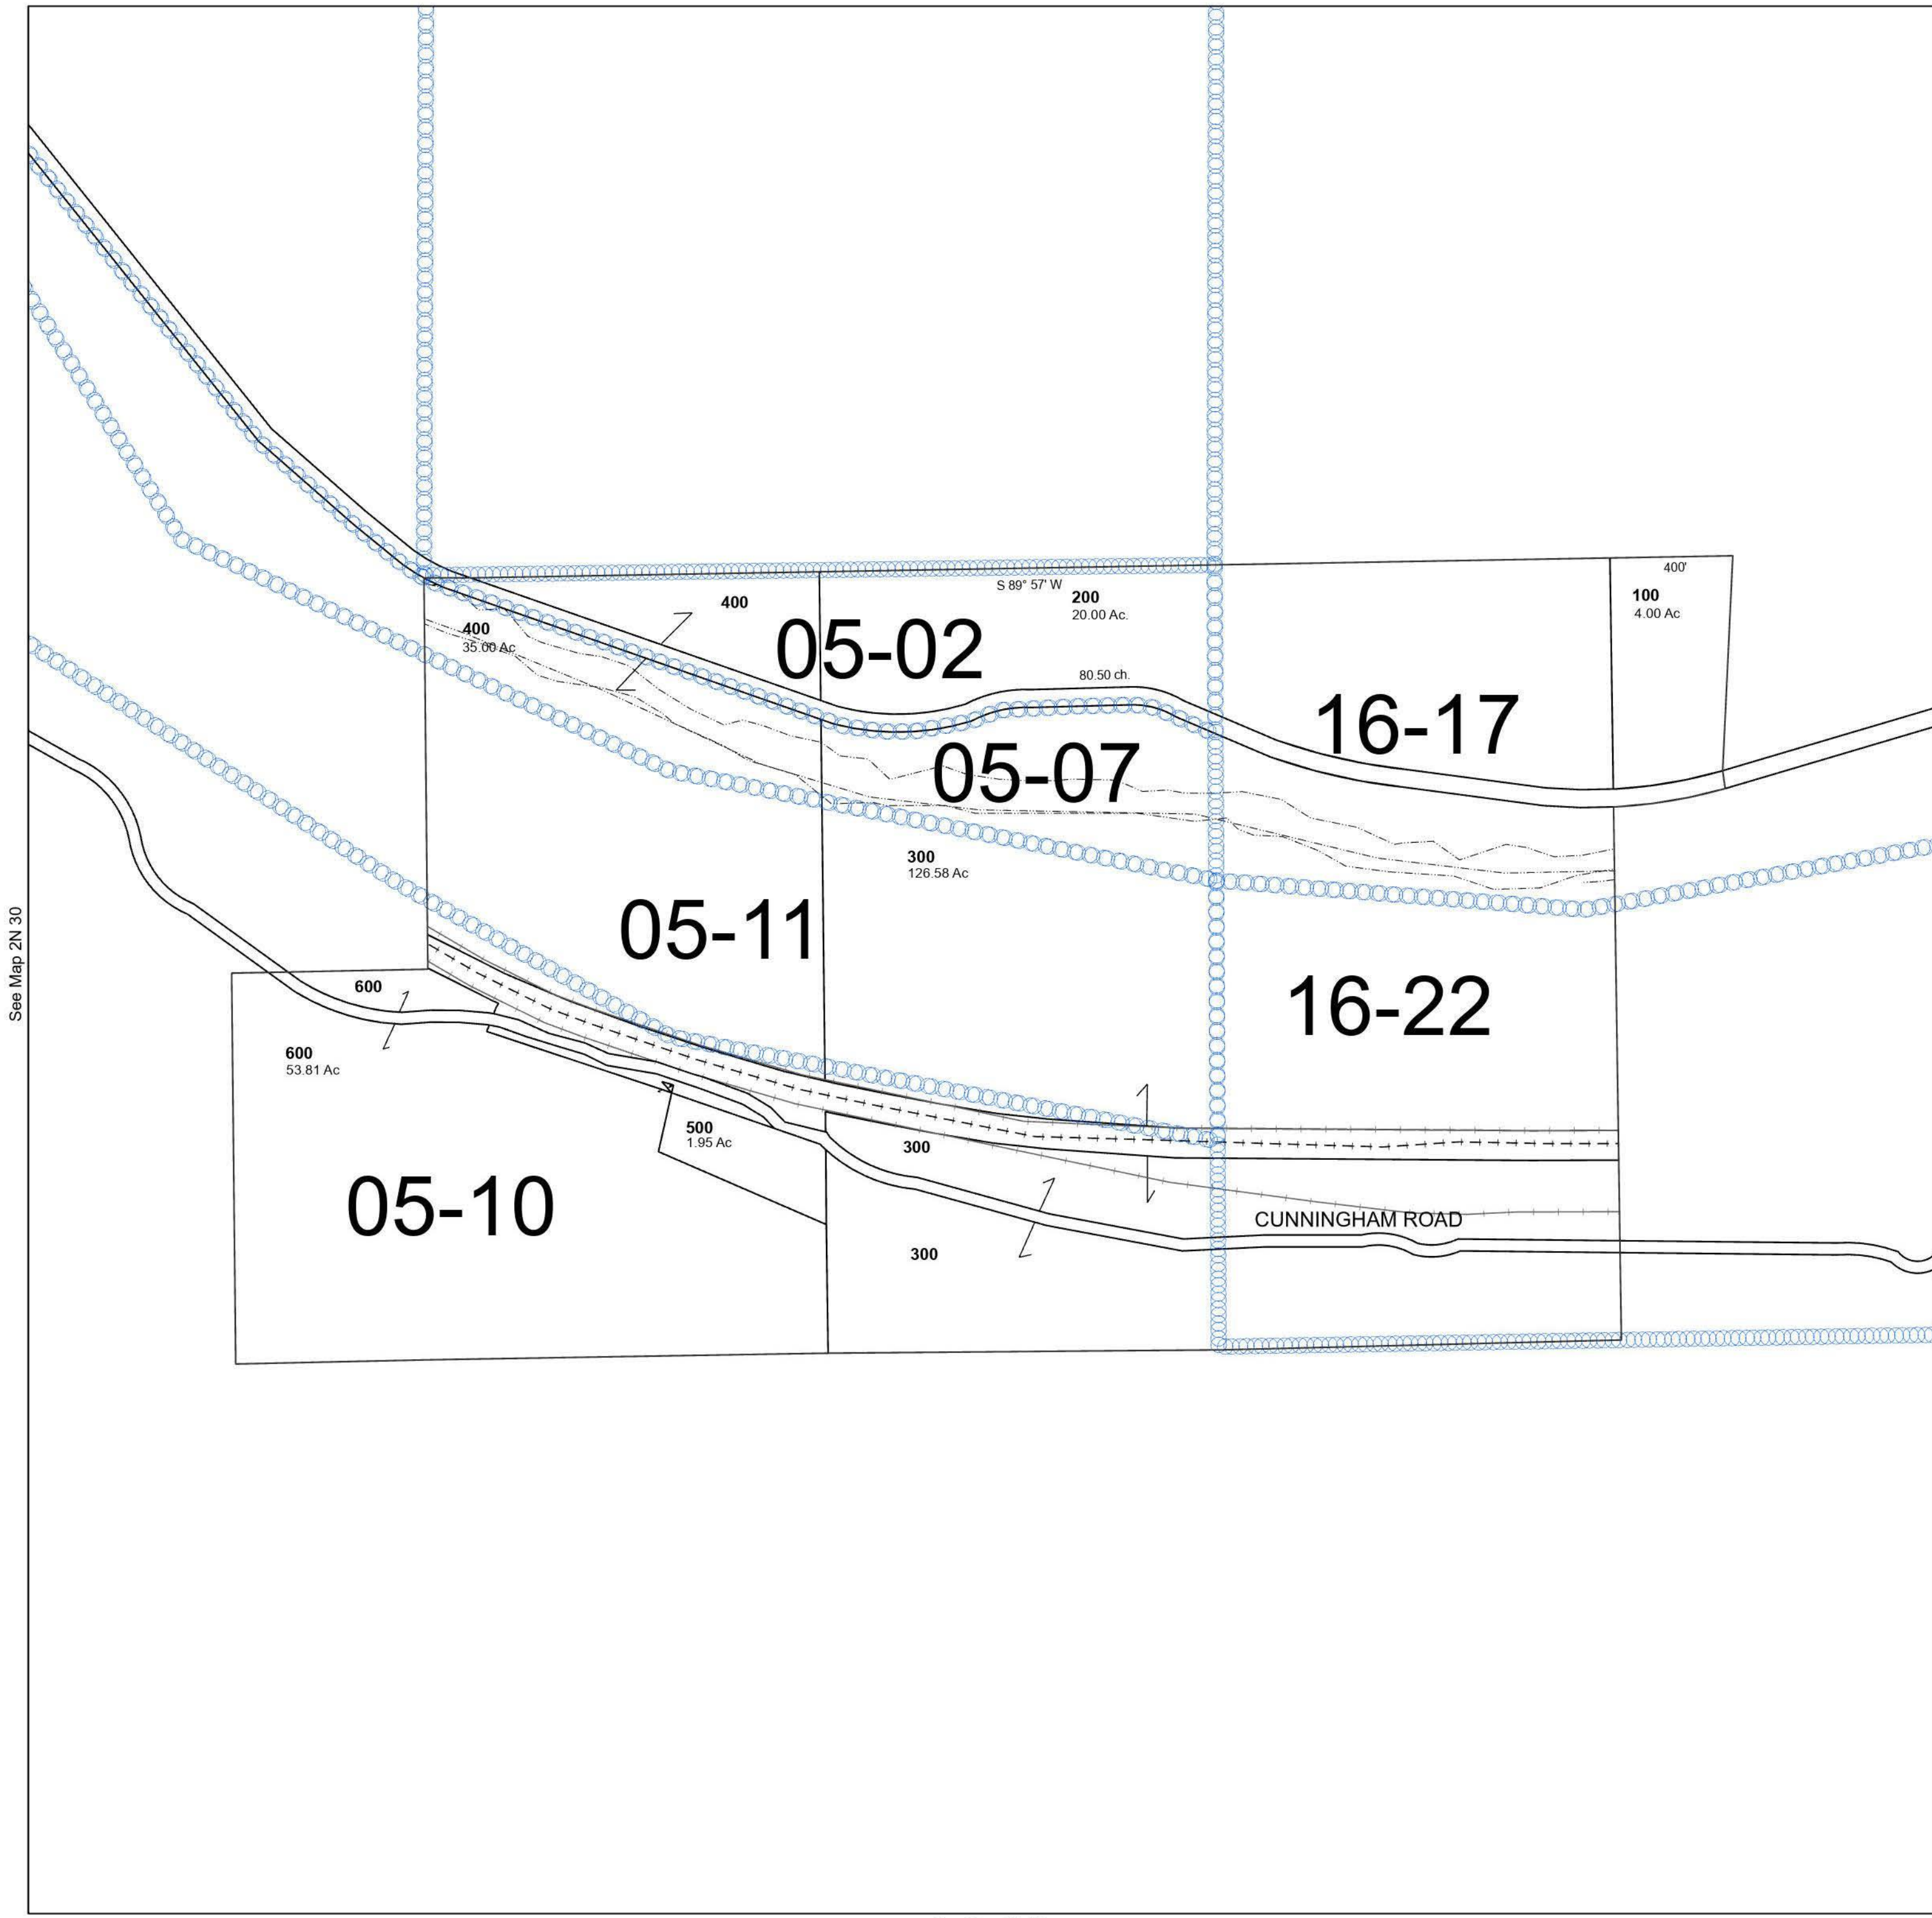 400'
S 89° 57' W
200
20.00 Ac.
100
4.00 Ac
400
400
35.00 Ac
05-02
80.50 ch.
16-17
05-07
300
126.58 Ac
05-11
See Map 2N 30
16-22
600
600
53.81 Ac
500
1.95 Ac
300
05-10
CUNNINGHAM ROAD
300